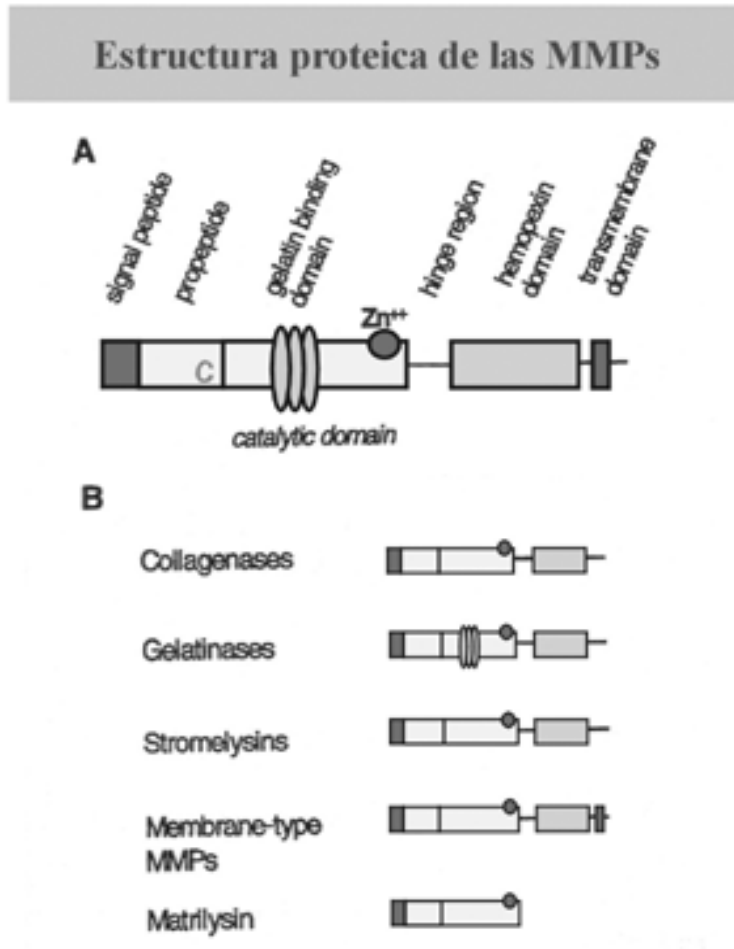 Estructura proteica de las MMPs
A
signal peptide
propeptide
gelatin binding
domain
hinge region
hemopexin
domain
transmembrane
domain
Zn++
C
catalytic domain
B
Collagenases
Gelatinases
Stromelysins
Membrane-type
MMPs
Matrilysin